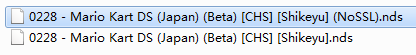 0228 - Mario Kart DS (Japan) (Beta) [CHS] [Shikeyu] (NoSSL).nds
0228 - Mario Kart DS (Japan) (Beta) [CHS] [Shikeyu].nds